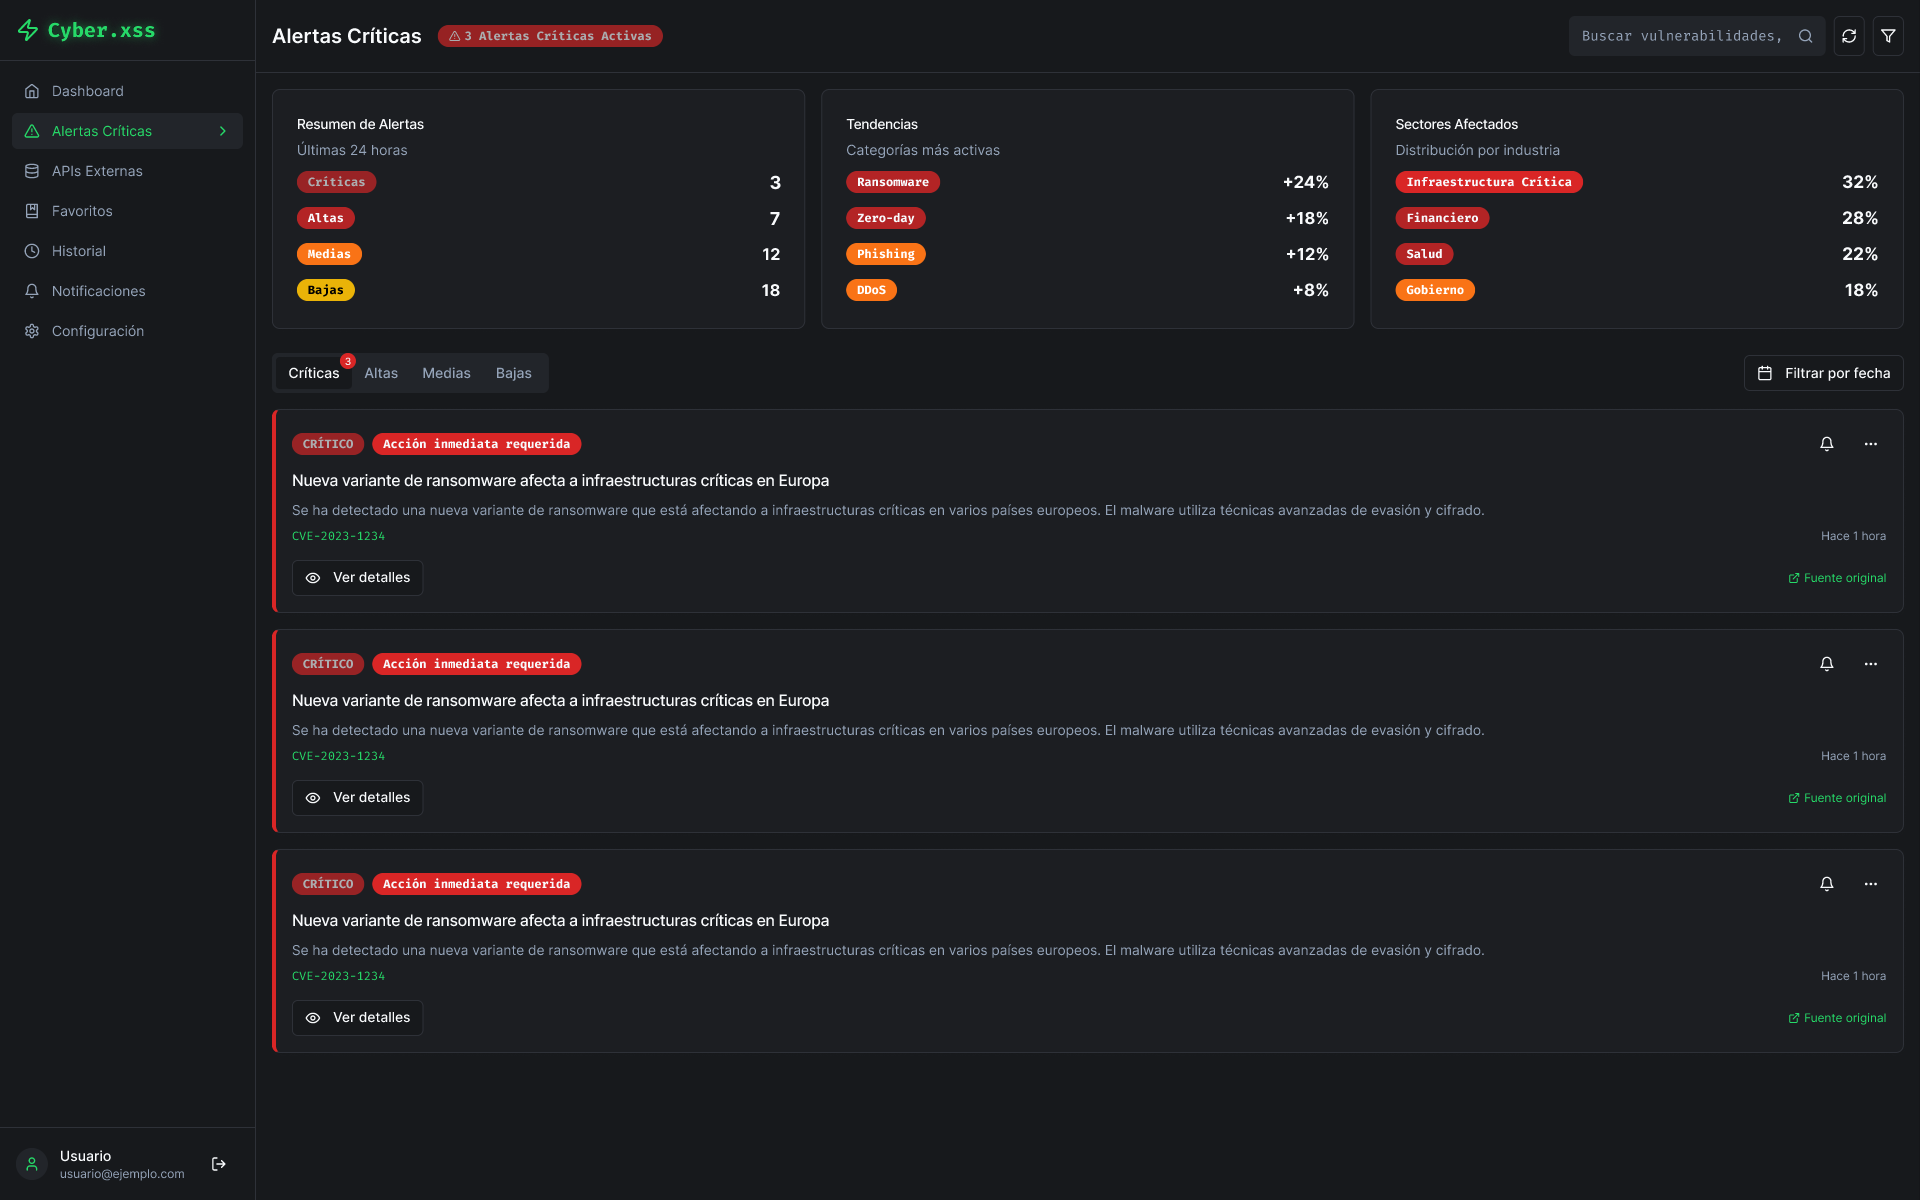 Cyber.xss
Dashboard
Alertas Críticas
APIs Externas
Favoritos
Historial
Notificaciones
Configuración
Usuario
usuario@ejemplo.com
Alertas Críticas
3 Alertas Críticas Activas
Buscar vulnerabilidades,
Resumen de Alertas
Últimas 24 horas
Críticas 3
Altas 7
Medias 12
Bajas 18
Tendencias
Categorías más activas
Ransomware +24%
Zero-day +18%
Phishing +12%
DDoS +8%
Sectores Afectados
Distribución por industria
Infraestructura Crítica 32%
Financiero 28%
Salud 22%
Gobierno 18%
Críticas 3 Altas Medias Bajas
Filtrar por fecha
CRÍTICO Acción inmediata requerida
Nueva variante de ransomware afecta a infraestructuras críticas en Europa
Se ha detectado una nueva variante de ransomware que está afectando a infraestructuras críticas en varios países europeos. El malware utiliza técnicas avanzadas de evasión y cifrado.
CVE-2023-1234 Hace 1 hora
Ver detalles Fuente original
CRÍTICO Acción inmediata requerida
Nueva variante de ransomware afecta a infraestructuras críticas en Europa
Se ha detectado una nueva variante de ransomware que está afectando a infraestructuras críticas en varios países europeos. El malware utiliza técnicas avanzadas de evasión y cifrado.
CVE-2023-1234 Hace 1 hora
Ver detalles Fuente original
CRÍTICO Acción inmediata requerida
Nueva variante de ransomware afecta a infraestructuras críticas en Europa
Se ha detectado una nueva variante de ransomware que está afectando a infraestructuras críticas en varios países europeos. El malware utiliza técnicas avanzadas de evasión y cifrado.
CVE-2023-1234 Hace 1 hora
Ver detalles Fuente original